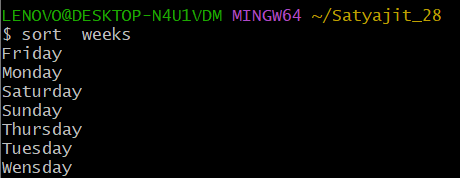 LENOVO@DESKTOP-N4U1VDM MINGW64 ~/Satyajit_28
$ sort  weeks
Friday
Monday
Saturday
Sunday
Thursday
Tuesday
Wensday